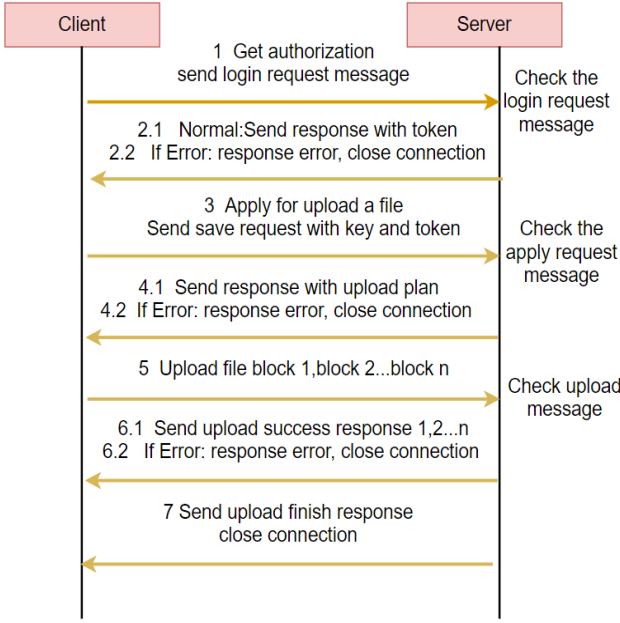 Client
Server
1 Get authorization
send login request message
Check the
login request
message
2.1 Normal:Send response with token
2.2 If Error: response error, close connection
3 Apply for upload a file
Send save request with key and token
Check the
apply request
message
4.1 Send response with upload plan
4.2 If Error: response error, close connection
5 Upload file block 1,block 2...block n
Check upload
message
6.1 Send upload success response 1,2...n
6.2 If Error: response error, close connection
7 Send upload finish response
close connection